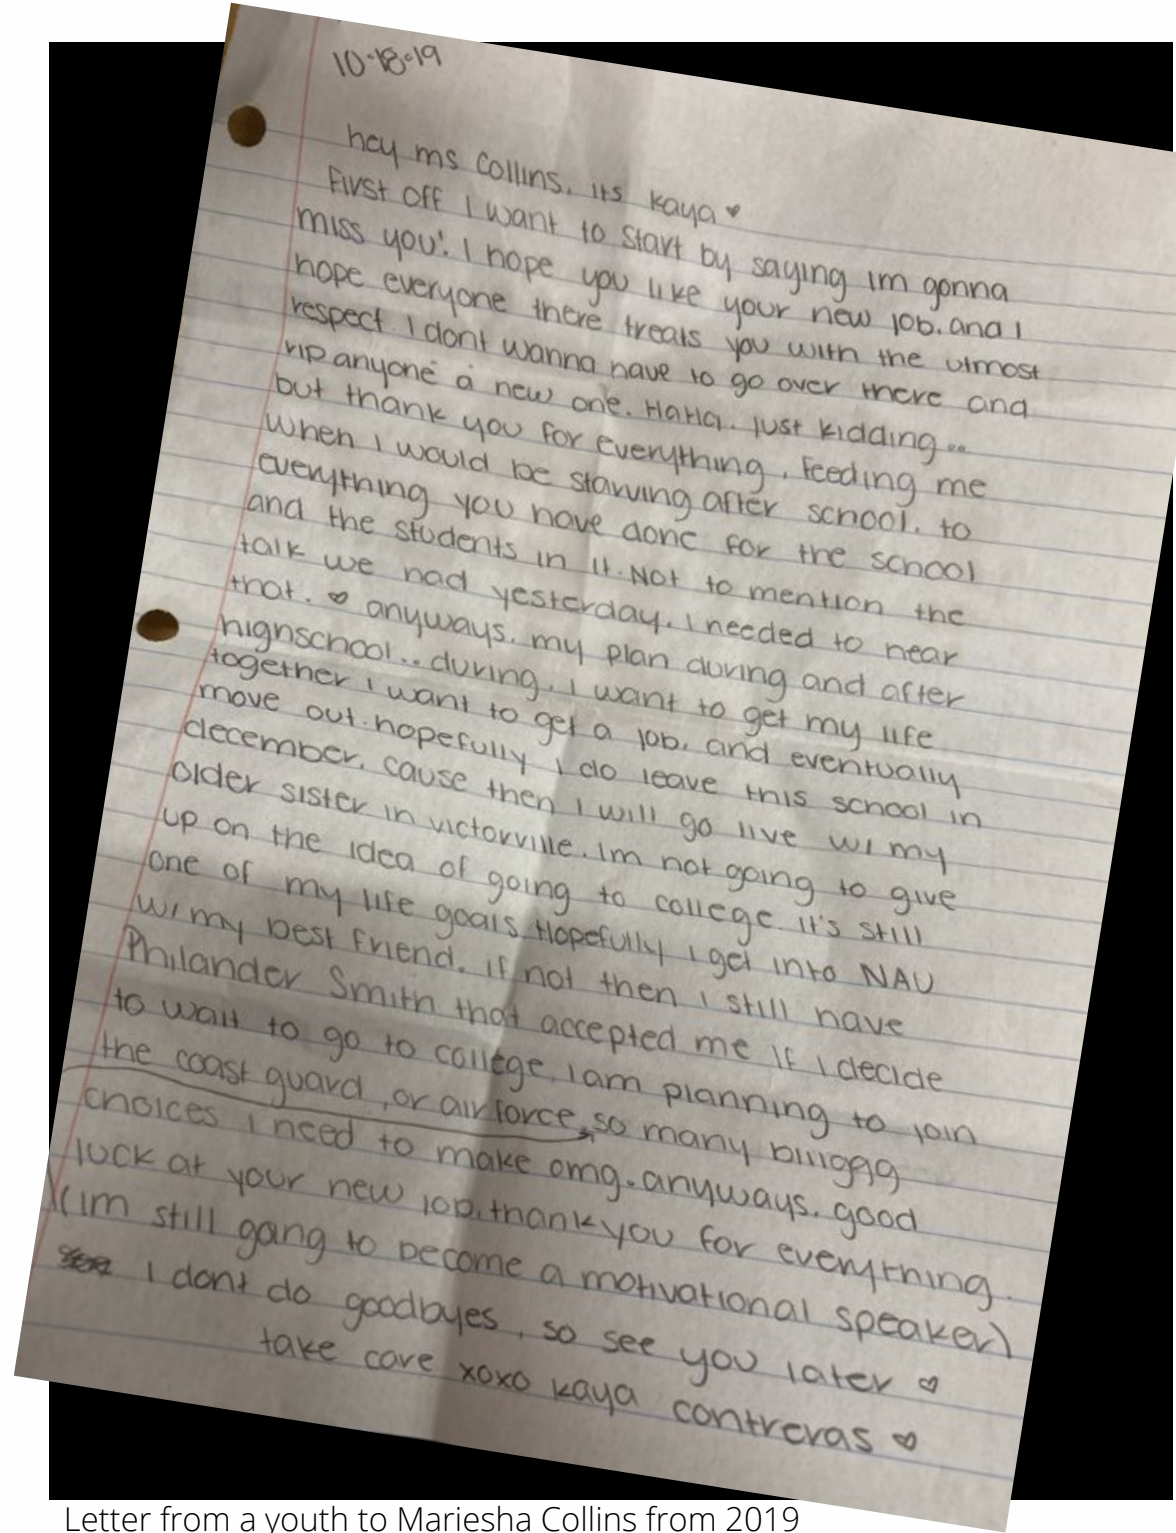 10·18·19
hey ms Collins, its kaya ♥
First off I want to start by saying im gonna
miss you! I hope you like your new job. and I
hope everyone there treats you with the utmost
respect. I dont wanna have to go over there and
rip anyone a new one. HaHa. Just kidding..
but thank you for everything. Feeding me
when I would be starving after school. to
everything you have done for the school
and the students in it. Not to mention the
talk we had yesterday. I needed to hear
that. ♥ anyways. my plan during and after
highschool.. during, I want to get my life
together I want to get a job, and eventually
move out. hopefully I do leave this school in
december. cause then I will go live w/ my
older sister in victorville. Im not going to give
up on the idea of going to college it's still
one of my life goals. Hopefully I get into NAU
w/ my best friend. if not then I still have
Philander Smith that accepted me if I decide
to wait to go to college, I am planning to join
the coast guard, or air force, so many
choices I need to make omg. anyways. good
luck at your new job. thank you for everything.
(im still going to become a motivational speaker)
I dont do goodbyes, so see you later ♥
take care xoxo kaya contreras ♥
Letter from a youth to Mariesha Collins from 2019